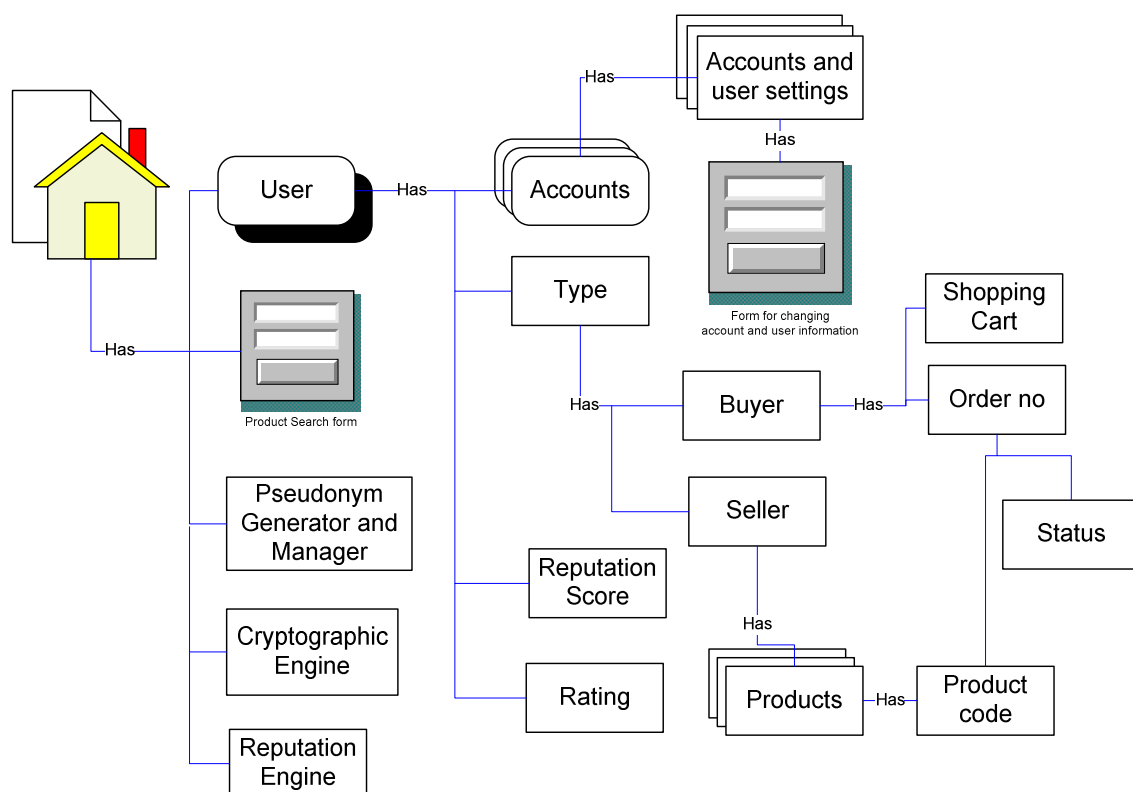 Accounts and
user settings
Has
Has
User
Has
Accounts
Type
Form for changing
account and user information
Shopping
Cart
Has
Product Search form
Has
Buyer
Has
Order no
Pseudonym
Generator and
Manager
Seller
Status
Reputation
Score
Cryptographic
Engine
Has
Rating
Products
Has
Product
code
Reputation
Engine